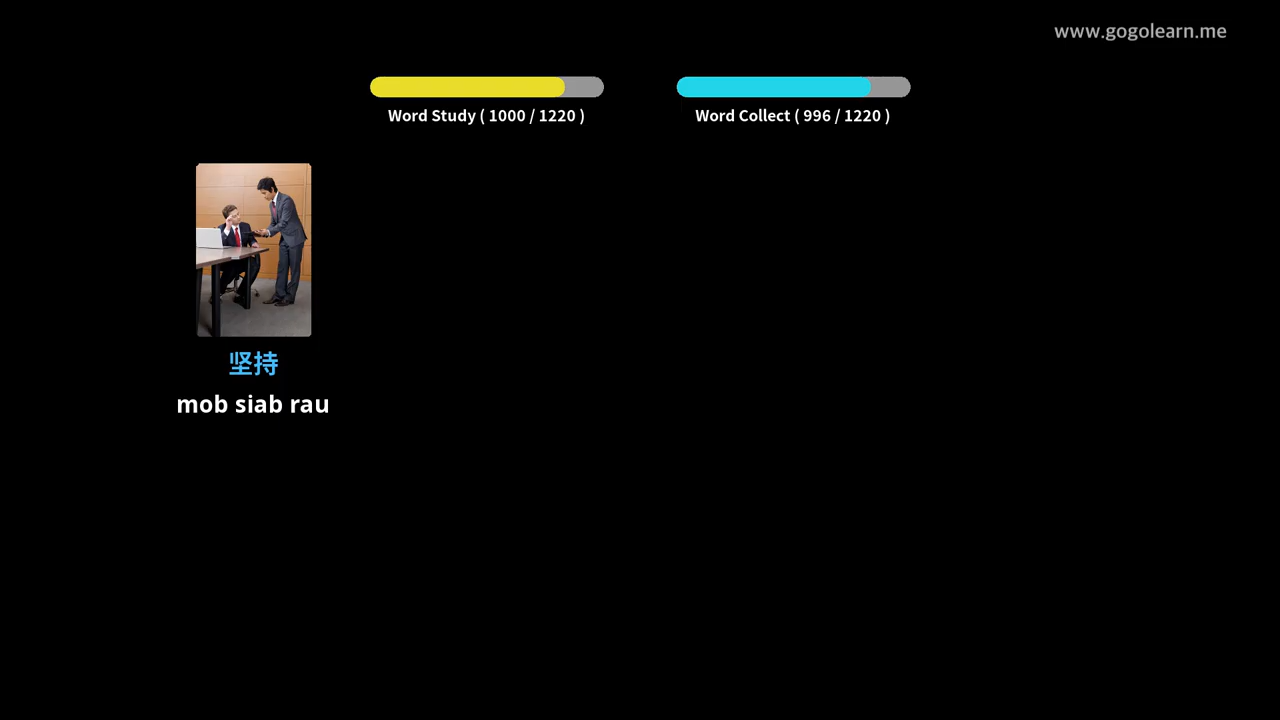 www.gogolearn.me
Word Study ( 1000 / 1220 )
Word Collect ( 996 / 1220 )
坚持
mob siab rau